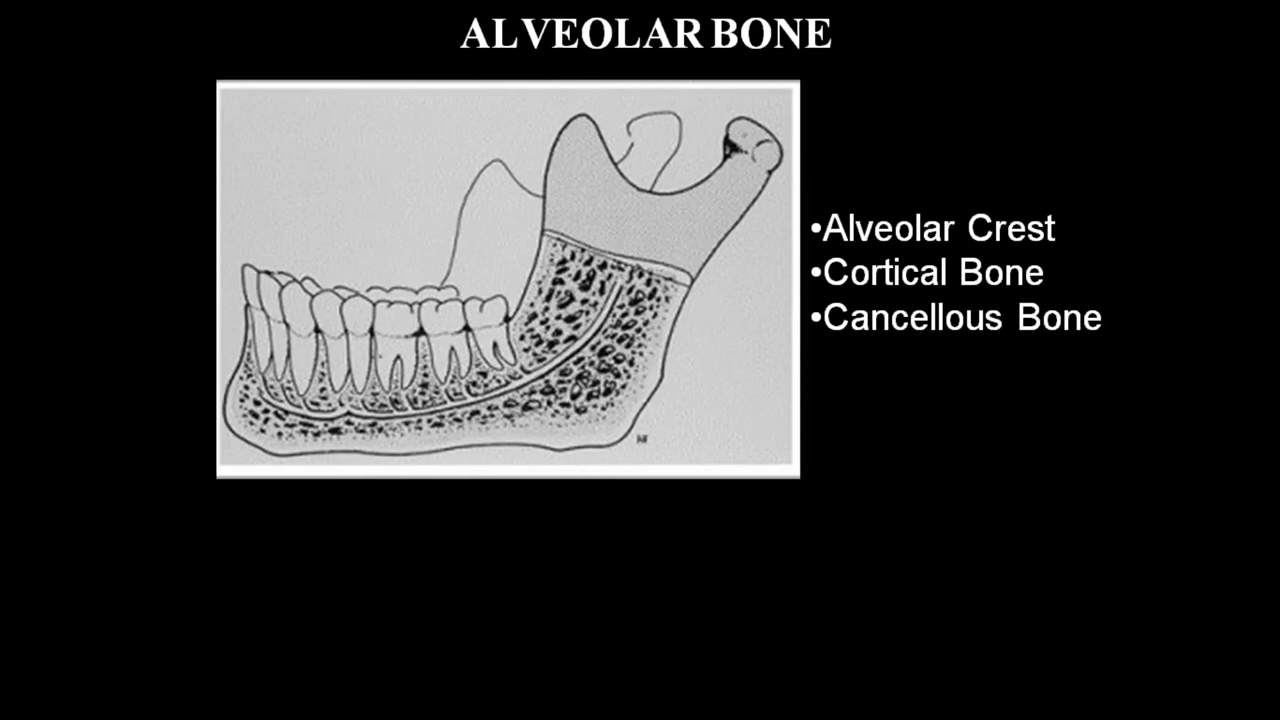 ALVEOLAR BONE
•Alveolar Crest
•Cortical Bone
•Cancellous Bone